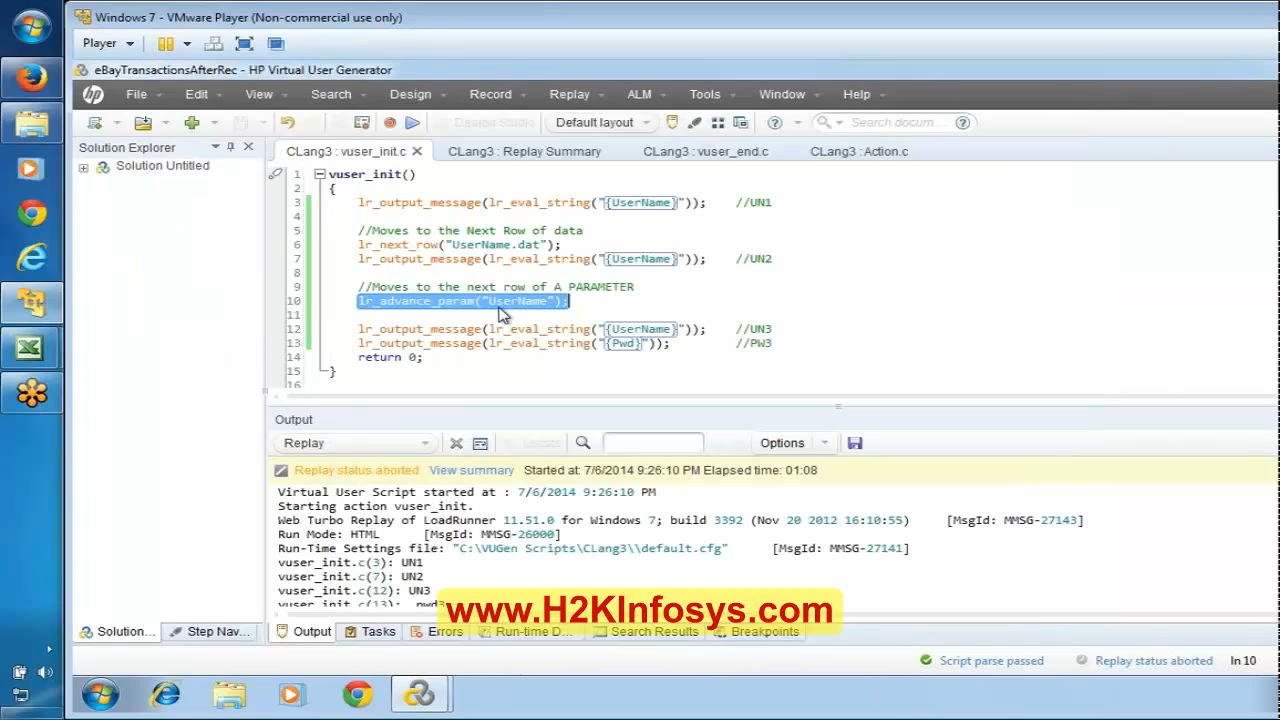 Windows 7 - VMware Player (Non-commercial use only)
Player
eBayTransactionsAfterRec - HP Virtual User Generator
File Edit View Search Design Record Replay ALM Tools Window Help
Design Studio Default layout Search docum...
Solution Explorer
CLang3 : vuser_init.c CLang3 : Replay Summary CLang3 : vuser_end.c CLang3 : Action.c
Solution Untitled
1 vuser_init()
2 {
3 lr_output_message(lr_eval_string("{UserName}")); //UN1
4
5 //Moves to the Next Row of data
6 lr_next_row("UserName.dat");
7 lr_output_message(lr_eval_string("{UserName}")); //UN2
8
9 //Moves to the next row of A PARAMETER
10 lr_advance_param("UserName");
11
12 lr_output_message(lr_eval_string("{UserName}")); //UN3
13 lr_output_message(lr_eval_string("{Pwd}")); //PW3
14 return 0;
15 }
16
Output
Replay Locate Options
Replay status aborted View summary Started at: 7/6/2014 9:26:10 PM Elapsed time: 01:08
Virtual User Script started at : 7/6/2014 9:26:10 PM
Starting action vuser_init.
Web Turbo Replay of LoadRunner 11.51.0 for Windows 7; build 3392 (Nov 20 2012 16:10:55) [MsgId: MMSG-27143]
Run Mode: HTML [MsgId: MMSG-26000]
Run-Time Settings file: "C:\VUGen Scripts\CLang3\\default.cfg" [MsgId: MMSG-27141]
vuser_init.c(3): UN1
vuser_init.c(7): UN2
vuser_init.c(12): UN3
vuser_init.c(13): pwd3
www.H2KInfosys.com
Solution... Step Nav... Output Tasks Errors Run-time D... Search Results Breakpoints
Script parse passed Replay status aborted ln 10